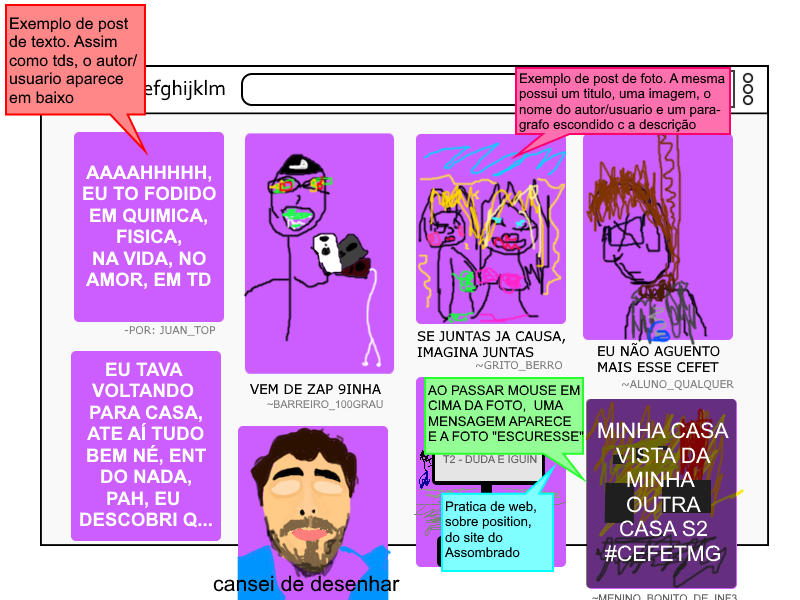 Exemplo de post
de texto. Assim
como tds, o autor/
usuario aparece
em baixo
efghijklm
Exemplo de post de foto. A mesma
possui um titulo, uma imagem, o
nome do autor/usuario e um para-
grafo escondido c a descrição
AAAAHHHHH,
EU TO FODIDO
EM QUIMICA,
FISICA,
NA VIDA, NO
AMOR, EM TD
-POR: JUAN_TOP
VEM DE ZAP 9INHA
~BARREIRO_100GRAU
SE JUNTAS JA CAUSA,
IMAGINA JUNTAS
~GRITO_BERRO
EU NÃO AGUENTO
MAIS ESSE CEFET
~ALUNO_QUALQUER
EU TAVA
VOLTANDO
PARA CASA,
ATE AÍ TUDO
BEM NÉ, ENT
DO NADA,
PAH, EU
DESCOBRI Q...
cansei de desenhar
AO PASSAR MOUSE EM
CIMA DA FOTO, UMA
MENSAGEM APARECE
E A FOTO "ESCURESSE"
T2 - DUDA E IGUIN
Pratica de web,
sobre position,
do site do
Assombrado
MINHA CASA
VISTA DA
MINHA
OUTRA
CASA S2
#CEFETMG
~MENINO_BONITO_DE_INF3